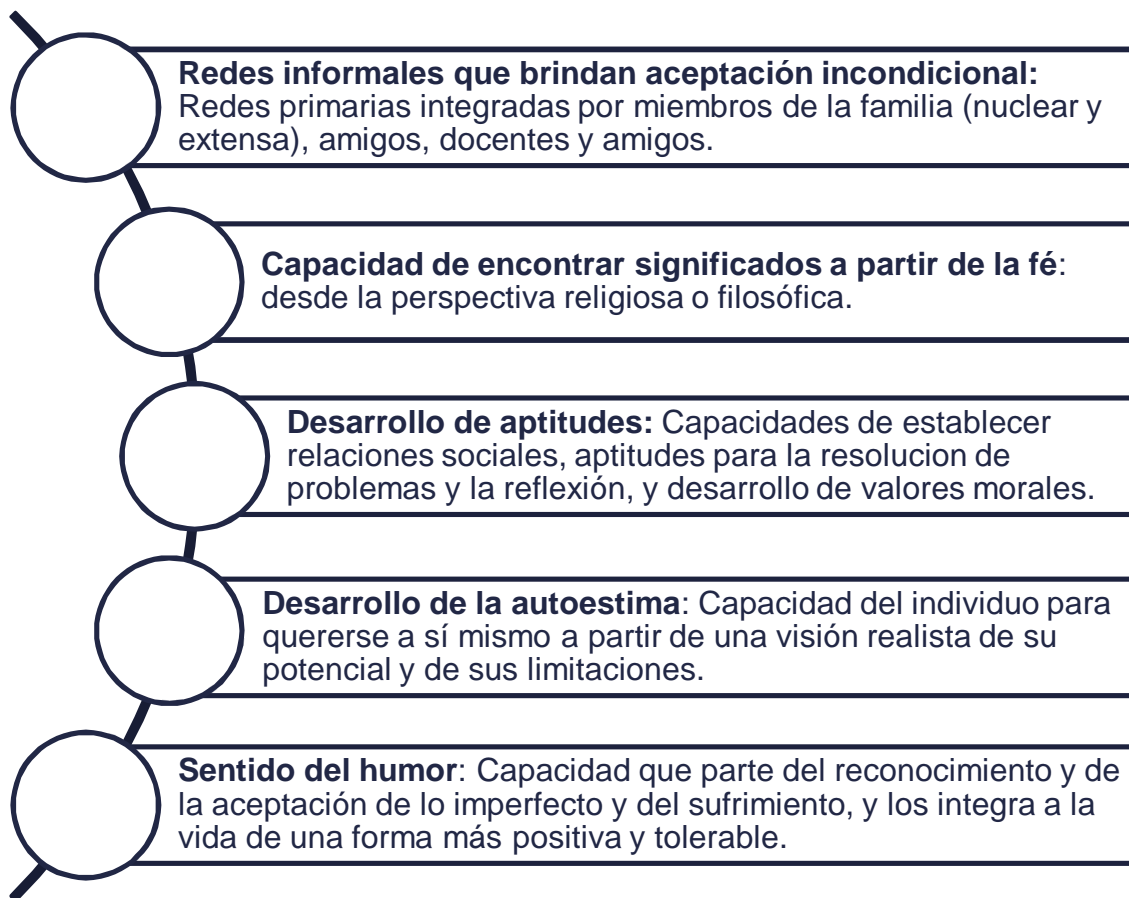 Redes informales que brindan aceptación incondicional:
Redes primarias integradas por miembros de la familia (nuclear y
extensa), amigos, docentes y amigos.
Capacidad de encontrar significados a partir de la fé:
desde la perspectiva religiosa o filosófica.
Desarrollo de aptitudes: Capacidades de establecer
relaciones sociales, aptitudes para la resolucion de
problemas y la reflexión, y desarrollo de valores morales.
Desarrollo de la autoestima: Capacidad del individuo para
quererse a sí mismo a partir de una visión realista de su
potencial y de sus limitaciones.
Sentido del humor: Capacidad que parte del reconocimiento y de
la aceptación de lo imperfecto y del sufrimiento, y los integra a la
vida de una forma más positiva y tolerable.